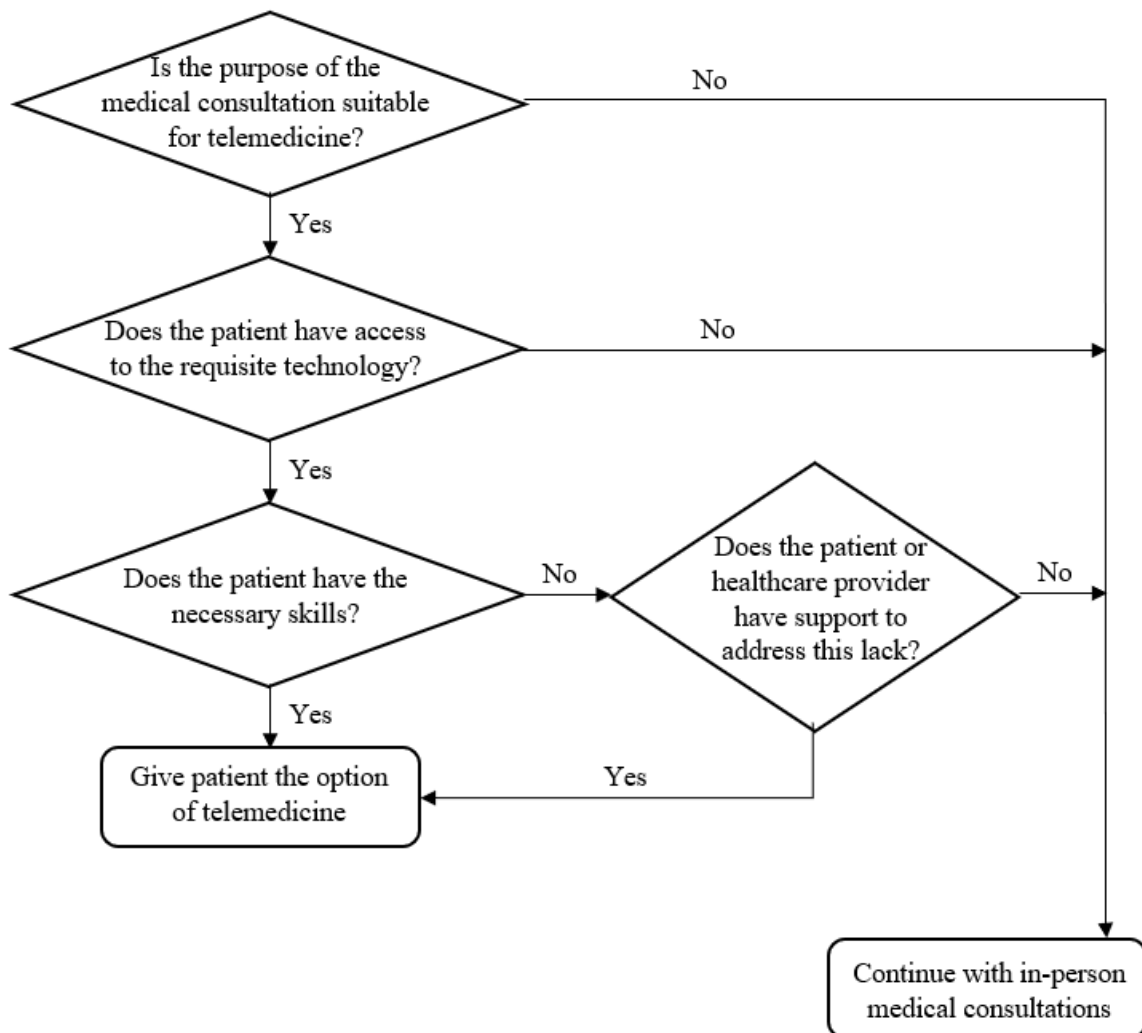 Is the purpose of the
medical consultation suitable
for telemedicine?
No
Yes
Does the patient have access
to the requisite technology?
No
Yes
Does the patient have the
necessary skills?
No
Does the patient or
healthcare provider
have support to
address this lack?
No
Yes
Give patient the option
of telemedicine
Yes
Continue with in-person
medical consultations